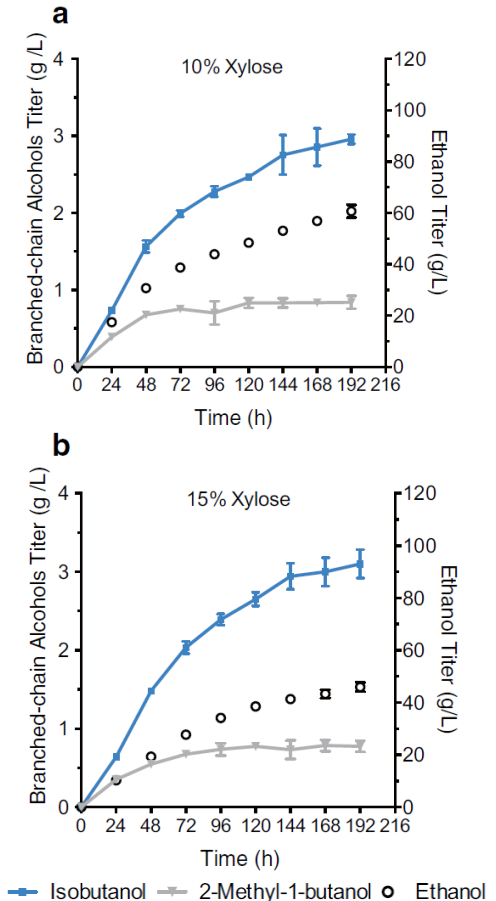 a
10% Xylose
Branched-chain Alcohols Titer (g /L)
4
3
2
1
0
Ethanol Titer (g/L)
120
100
80
60
40
20
0
0 24 48 72 96 120 144 168 192 216
Time (h)
b
15% Xylose
Branched-chain Alcohols Titer (g /L)
4
3
2
1
0
Ethanol Titer (g/L)
120
100
80
60
40
20
0
0 24 48 72 96 120 144 168 192 216
Time (h)
Isobutanol 2-Methyl-1-butanol Ethanol